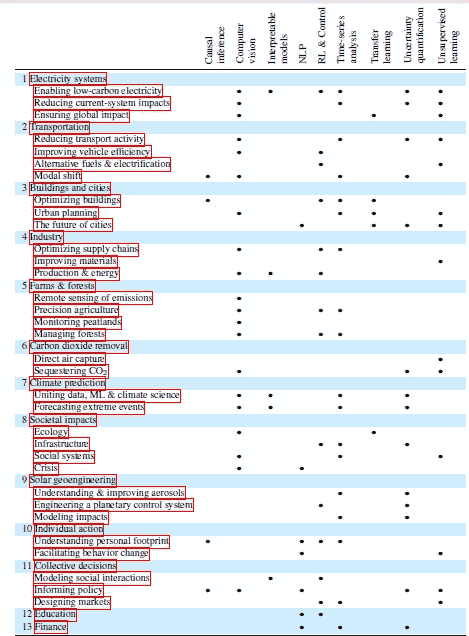 Causal inference
Computer vision
Interpretable models
NLP
RL & Control
Time-series analysis
Transfer learning
Uncertainty quantification
Unsupervised learning
1 Electricity systems
Enabling low-carbon electricity • • • • • •
Reducing current-system impacts • • • •
Ensuring global impact • • •
2 Transportation
Reducing transport activity • • • •
Improving vehicle efficiency • •
Alternative fuels & electrification • •
Modal shift • • • •
3 Buildings and cities
Optimizing buildings • • • •
Urban planning • • • •
The future of cities • • • •
4 Industry
Optimizing supply chains • • •
Improving materials •
Production & energy • • •
5 Farms & forests
Remote sensing of emissions •
Precision agriculture • • •
Monitoring peatlands •
Managing forests • • •
6 Carbon dioxide removal
Direct air capture •
Sequestering CO₂ • • •
7 Climate prediction
Uniting data, ML & climate science • • • •
Forecasting extreme events • • • •
8 Societal impacts
Ecology • •
Infrastructure • • •
Social systems • • •
Crisis • •
9 Solar geoengineering
Understanding & improving aerosols • •
Engineering a planetary control system • •
Modeling impacts • •
10 Individual action
Understanding personal footprint • • • •
Facilitating behavior change • •
11 Collective decisions
Modeling social interactions • •
Informing policy • • • • • •
Designing markets • • •
12 Education • •
13 Finance • • •